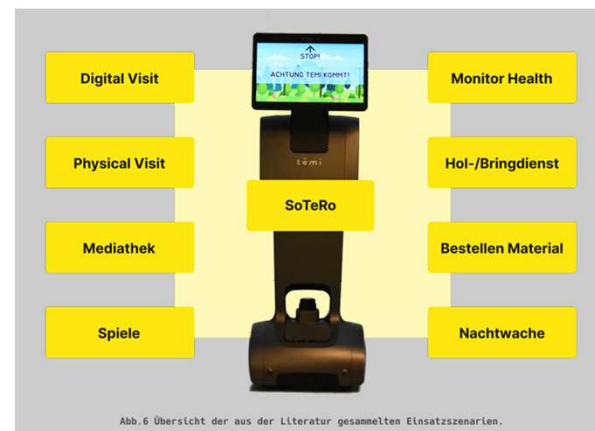 Digital Visit
Physical Visit
Mediathek
Spiele
STOP!
ACHTUNG TEMI KOMMT!
temi
SoTeRo
Monitor Health
Hol-/Bringdienst
Bestellen Material
Nachtwache
Abb.6 Übersicht der aus der Literatur gesammelten Einsatzszenarien.